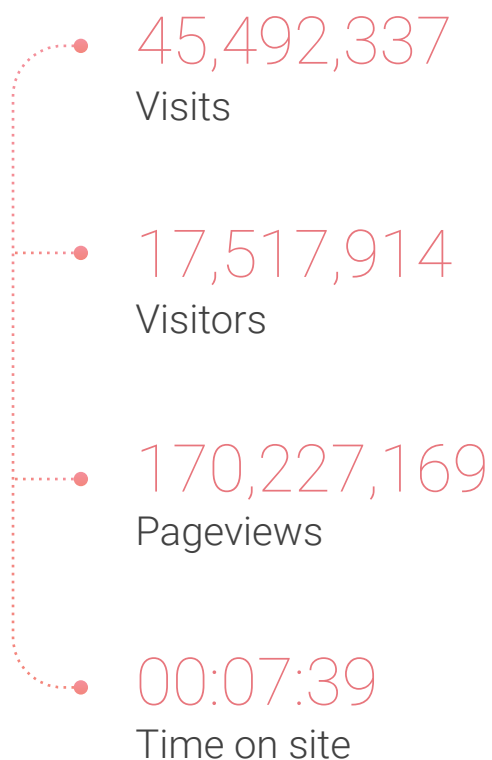 45,492,337
Visits
17,517,914
Visitors
170,227,169
Pageviews
00:07:39
Time on site